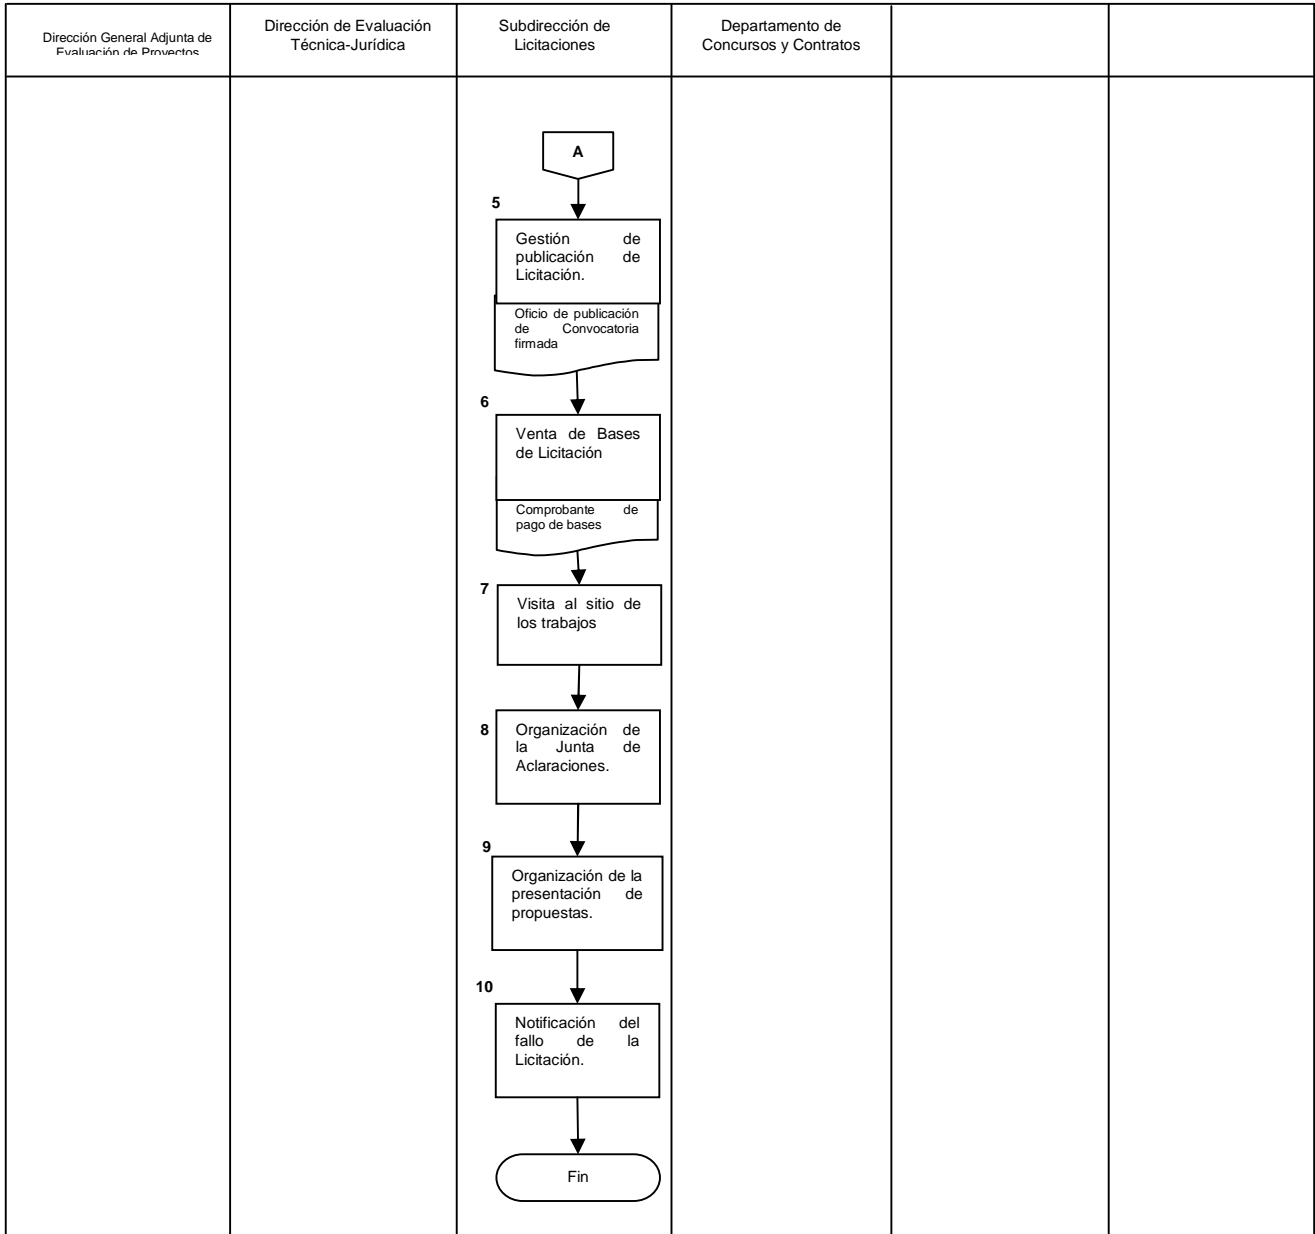 Dirección General Adjunta de
Evaluación de Proyectos
Dirección de Evaluación
Técnica-Jurídica
Subdirección de
Licitaciones
Departamento de
Concursos y Contratos
A
5
Gestión de
publicación de
Licitación.
Oficio de publicación
de Convocatoria
firmada
6
Venta de Bases
de Licitación
Comprobante de
pago de bases
7
Visita al sitio de
los trabajos
8
Organización de
la Junta de
Aclaraciones.
9
Organización de la
presentación de
propuestas.
10
Notificación del
fallo de la
Licitación.
Fin